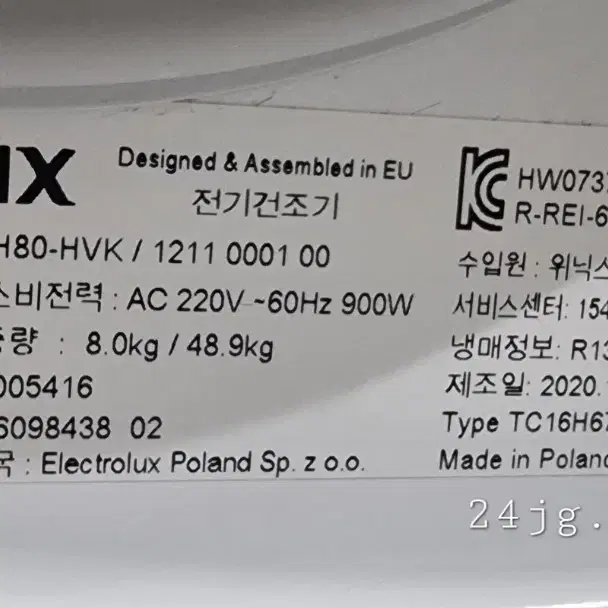 IX
Designed & Assembled in EU
전기건조기
H80-HVK / 1211 0001 00
소비전력 : AC 220V ~60Hz 900W
중량 : 8.0kg / 48.9kg
005416
6098438 02
국 : Electrolux Poland Sp. z o.o.
HW0737
R-REI-6
수입원 : 위닉스
서비스센터: 154
냉매정보: R13
제조일: 2020.
Type TC16H67
Made in Poland
24jg.